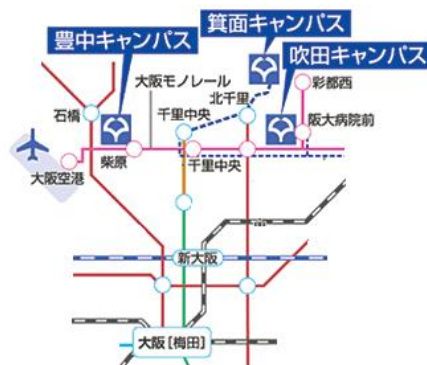 箕面キャンパス
豊中キャンパス
吹田キャンパス
大阪モノレール
彩都西
北千里
石橋
千里中央
阪大病院前
柴原
千里中央
大阪空港
新大阪
大阪[梅田]